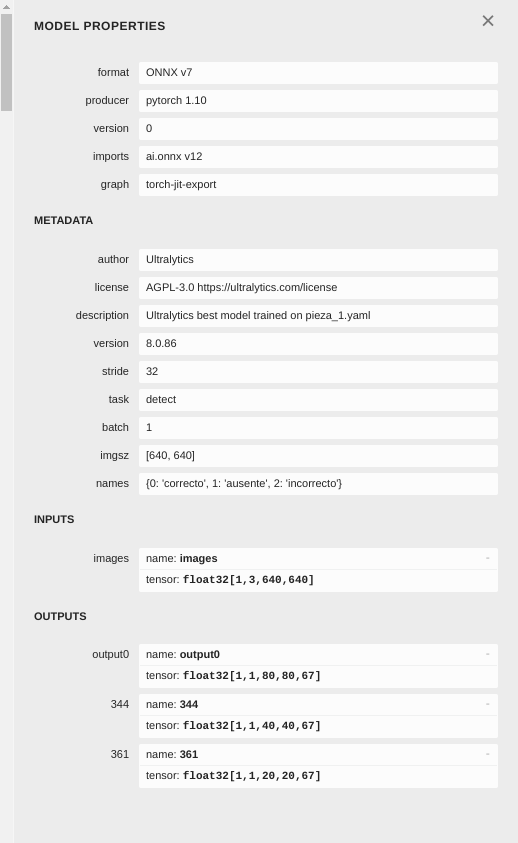 MODEL PROPERTIES
format ONNX v7
producer pytorch 1.10
version 0
imports ai.onnx v12
graph torch-jit-export
METADATA
author Ultralytics
license AGPL-3.0 https://ultralytics.com/license
description Ultralytics best model trained on pieza_1.yaml
version 8.0.86
stride 32
task detect
batch 1
imgsz [640, 640]
names {0: 'correcto', 1: 'ausente', 2: 'incorrecto'}
INPUTS
images name: images -
tensor: float32[1,3,640,640]
OUTPUTS
output0 name: output0 -
tensor: float32[1,1,80,80,67]
344 name: 344 -
tensor: float32[1,1,40,40,67]
361 name: 361 -
tensor: float32[1,1,20,20,67]